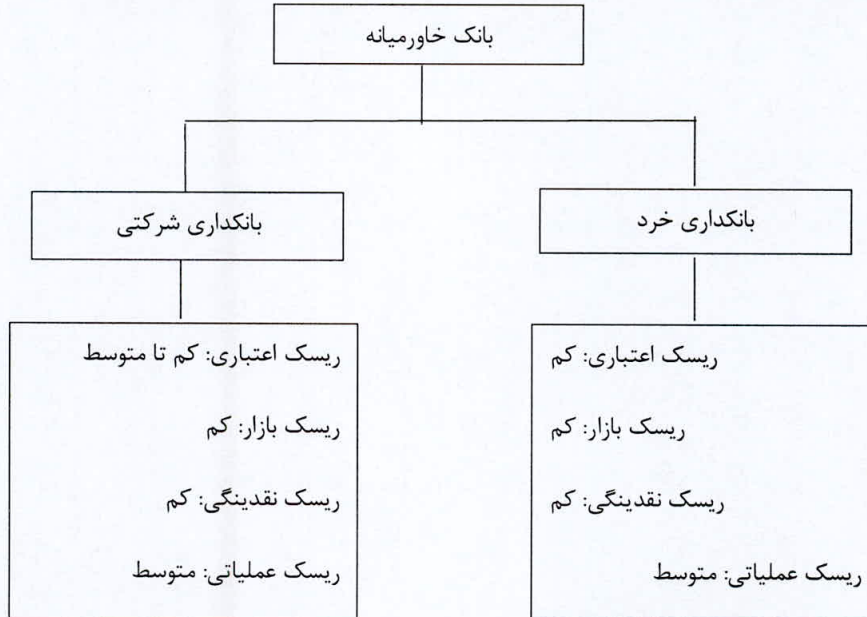 بانک خاورمیانه
بانکداری خرد
بانکداری شرکتی
ریسک اعتباری: کم
ریسک بازار: کم
ریسک نقدینگی: کم
ریسک عملیاتی: متوسط
ریسک اعتباری: کم تا متوسط
ریسک بازار: کم
ریسک نقدینگی: کم
ریسک عملیاتی: متوسط